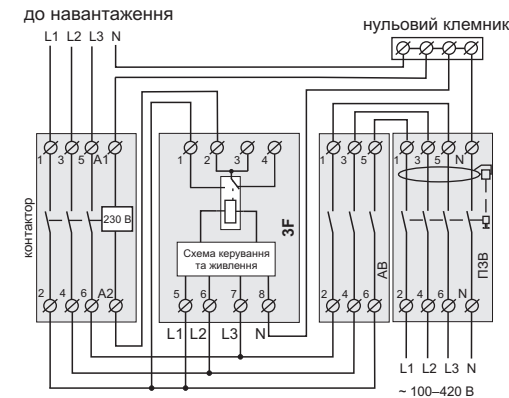 до навантаження
нульовий клемник
L1 L2 L3 N
1 3 5 A1
1 2 3 4
1 3 5
1 3 5 N
контактор
230 В
3F
Схема керування
та живлення
АВ
ПЗВ
2 4 6 A2
5 6 7 8
2 4 6
2 4 6 N
L1 L2 L3 N
L1 L2 L3 N
~ 100–420 В